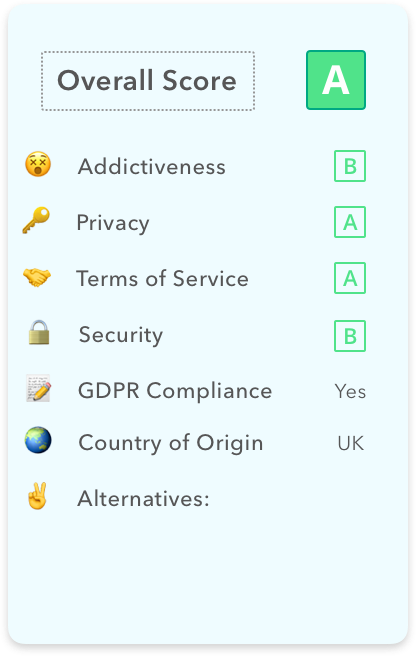 Overall Score A
Addictiveness B
Privacy A
Terms of Service A
Security B
GDPR Compliance Yes
Country of Origin UK
Alternatives: